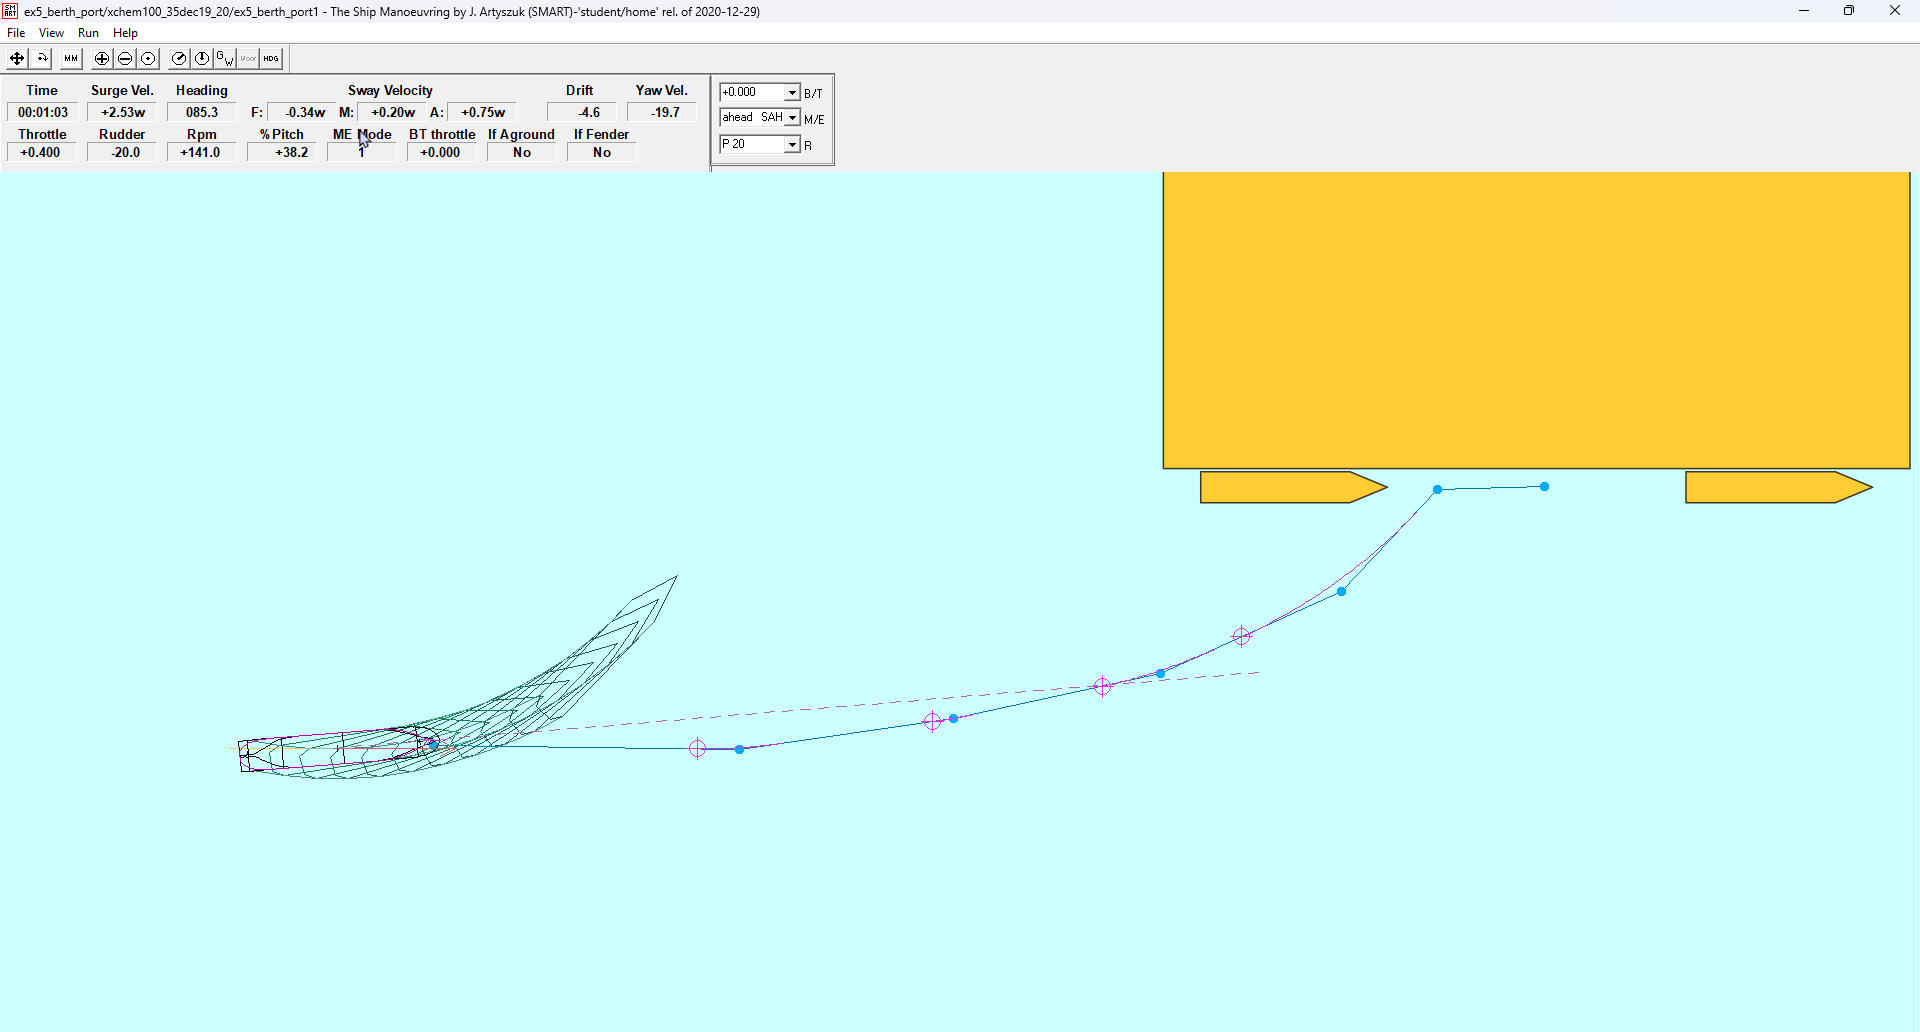 SM ART ex5_berth_port/xchem100_35dec19_20/ex5_berth_port1 - The Ship Manoeuvring by J. Artyszuk (SMART)-'student/home' rel. of 2020-12-29)
File View Run Help
MM G W Moor HDG
Time Surge Vel. Heading Sway Velocity Drift Yaw Vel.
00:01:03 +2.53w 085.3 F: -0.34w M: +0.20w A: +0.75w -4.6 -19.7
Throttle Rudder Rpm %Pitch ME Mode BT throttle If Aground If Fender
+0.400 -20.0 +141.0 +38.2 1 +0.000 No No
+0.000 B/T
ahead SAH M/E
P 20 R